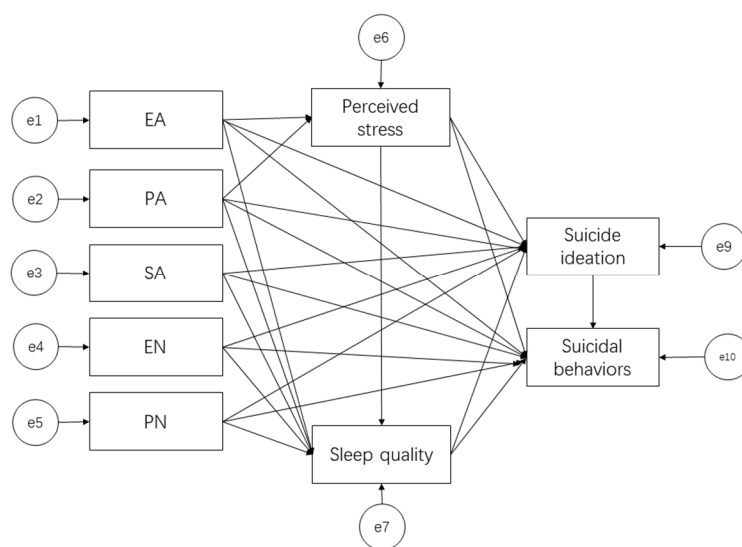 e6
e1
EA
Perceived
stress
e2
PA
Suicide
ideation
e9
e3
SA
e4
EN
Suicidal
behaviors
e10
e5
PN
Sleep quality
e7